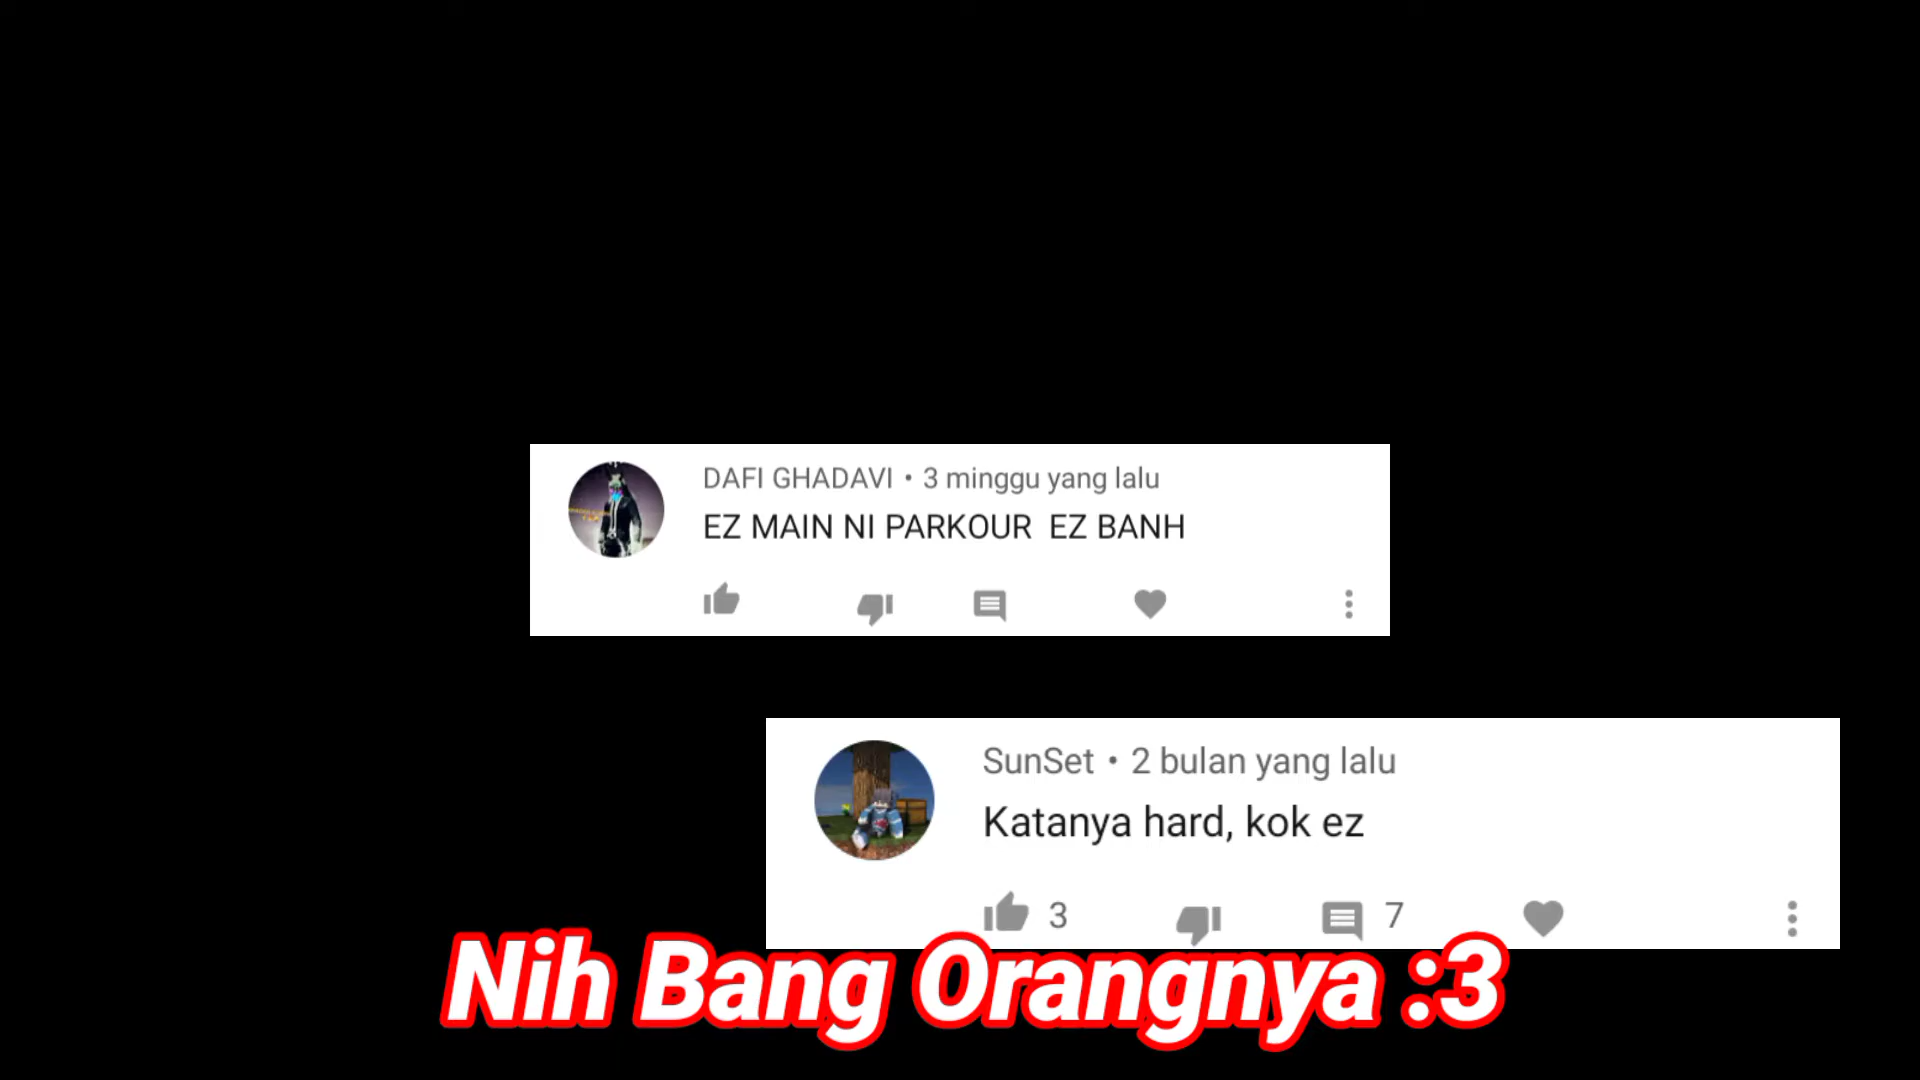 DAFI GHADAVI • 3 minggu yang lalu
EZ MAIN NI PARKOUR  EZ BANH
SunSet • 2 bulan yang lalu
Katanya hard, kok ez
3
7
Nih Bang Orangnya :3